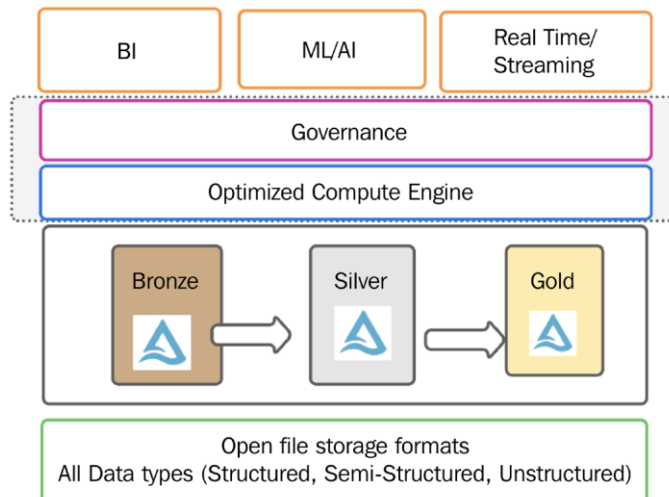 BI
ML/AI
Real Time/
Streaming
Governance
Optimized Compute Engine
Bronze
Silver
Gold
Open file storage formats
All Data types (Structured, Semi-Structured, Unstructured)